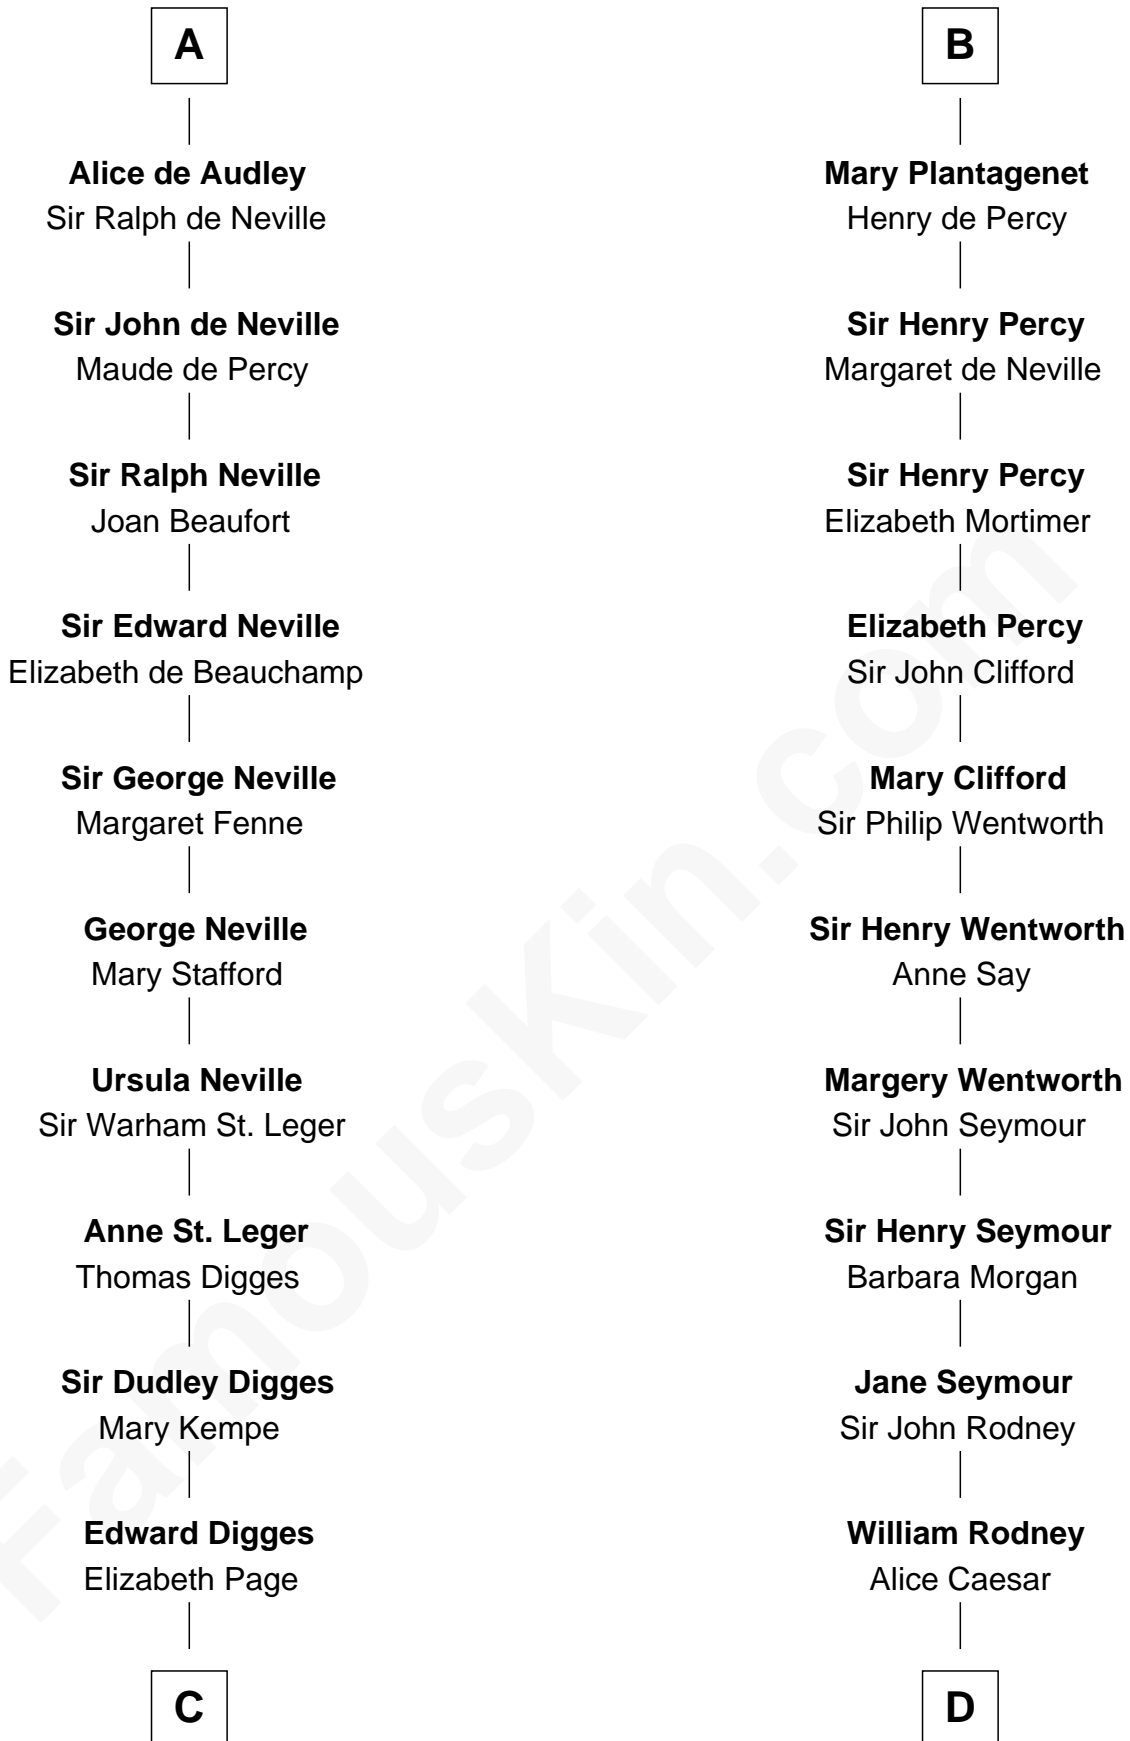 A
Alice de Audley
Sir Ralph de Neville
Sir John de Neville
Maude de Percy
Sir Ralph Neville
Joan Beaufort
Sir Edward Neville
Elizabeth de Beauchamp
Sir George Neville
Margaret Fenne
George Neville
Mary Stafford
Ursula Neville
Sir Warham St. Leger
Anne St. Leger
Thomas Digges
Sir Dudley Digges
Mary Kempe
Edward Digges
Elizabeth Page
C
B
Mary Plantagenet
Henry de Percy
Sir Henry Percy
Margaret de Neville
Sir Henry Percy
Elizabeth Mortimer
Elizabeth Percy
Sir John Clifford
Mary Clifford
Sir Philip Wentworth
Sir Henry Wentworth
Anne Say
Margery Wentworth
Sir John Seymour
Sir Henry Seymour
Barbara Morgan
Jane Seymour
Sir John Rodney
William Rodney
Alice Caesar
D
FamousKin.com